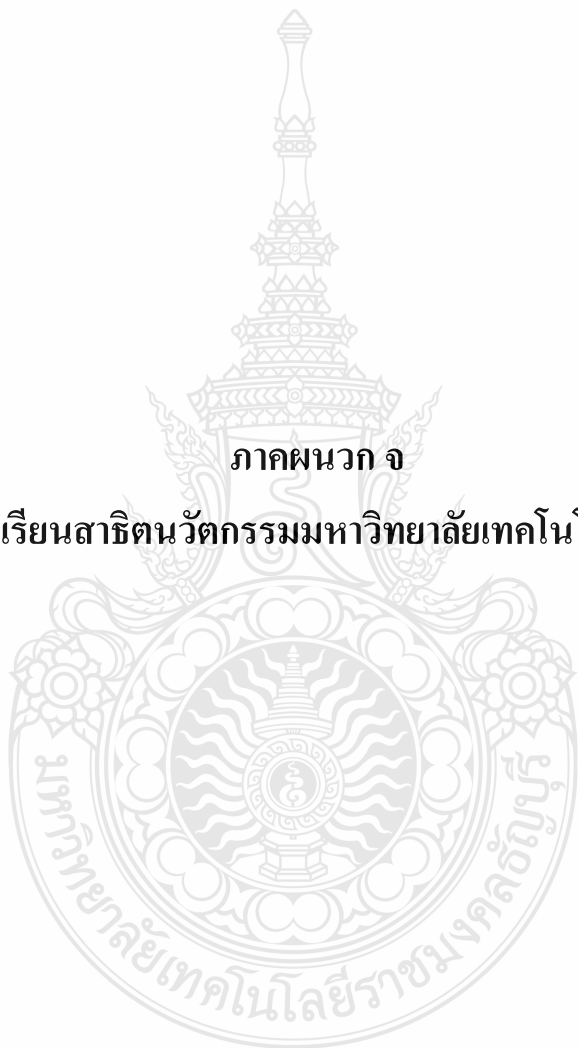 ภาคผนวก จ
เรียนสาธิตนวัตกรรมมหาวิทยาลัยเทคโน
มหาวิทยาลัยเทคโนโลยีราชมงคลธัญบุรี